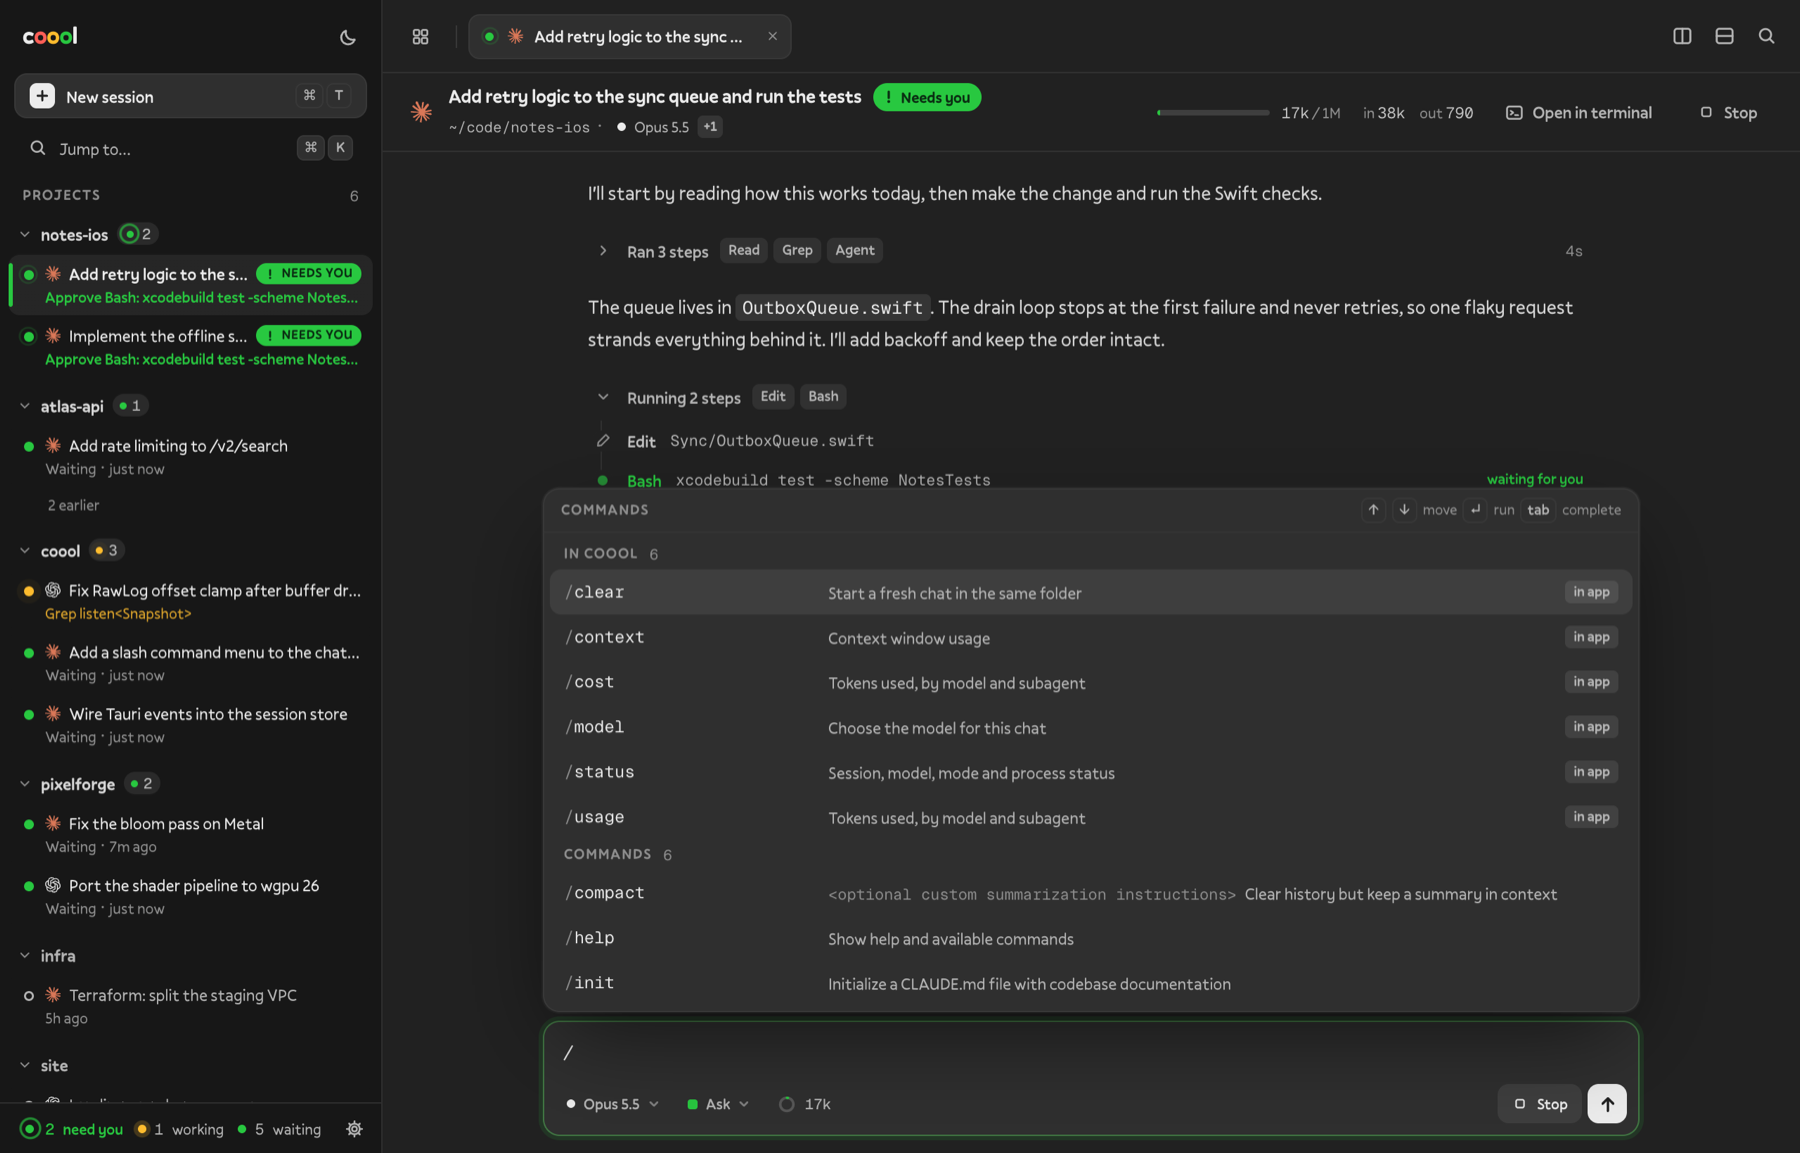 coool
New session
⌘ T
Jump to...
⌘ K
PROJECTS 6
notes-ios 2
Add retry logic to the s... ! NEEDS YOU
Approve Bash: xcodebuild test -scheme Notes...
Implement the offline s... ! NEEDS YOU
Approve Bash: xcodebuild test -scheme Notes...
atlas-api 1
Add rate limiting to /v2/search
Waiting · just now
2 earlier
coool 3
Fix RawLog offset clamp after buffer dr...
Grep listen<Snapshot>
Add a slash command menu to the chat...
Waiting · just now
Wire Tauri events into the session store
Waiting · just now
pixelforge 2
Fix the bloom pass on Metal
Waiting · 7m ago
Port the shader pipeline to wgpu 26
Waiting · just now
infra
Terraform: split the staging VPC
5h ago
site
2 need you 1 working 5 waiting
Add retry logic to the sync ...
Add retry logic to the sync queue and run the tests ! Needs you
~/code/notes-ios · Opus 5.5 +1
17k/1M in 38k out 790 Open in terminal Stop
I'll start by reading how this works today, then make the change and run the Swift checks.
Ran 3 steps Read Grep Agent 4s
The queue lives in OutboxQueue.swift. The drain loop stops at the first failure and never retries, so one flaky request
strands everything behind it. I'll add backoff and keep the order intact.
Running 2 steps Edit Bash
Edit Sync/OutboxQueue.swift
Bash xcodebuild test -scheme NotesTests waiting for you
COMMANDS ↑ ↓ move ↵ run tab complete
IN COOOL 6
/clear Start a fresh chat in the same folder in app
/context Context window usage in app
/cost Tokens used, by model and subagent in app
/model Choose the model for this chat in app
/status Session, model, mode and process status in app
/usage Tokens used, by model and subagent in app
COMMANDS 6
/compact <optional custom summarization instructions> Clear history but keep a summary in context
/help Show help and available commands
/init Initialize a CLAUDE.md file with codebase documentation
/
Opus 5.5 Ask 17k Stop